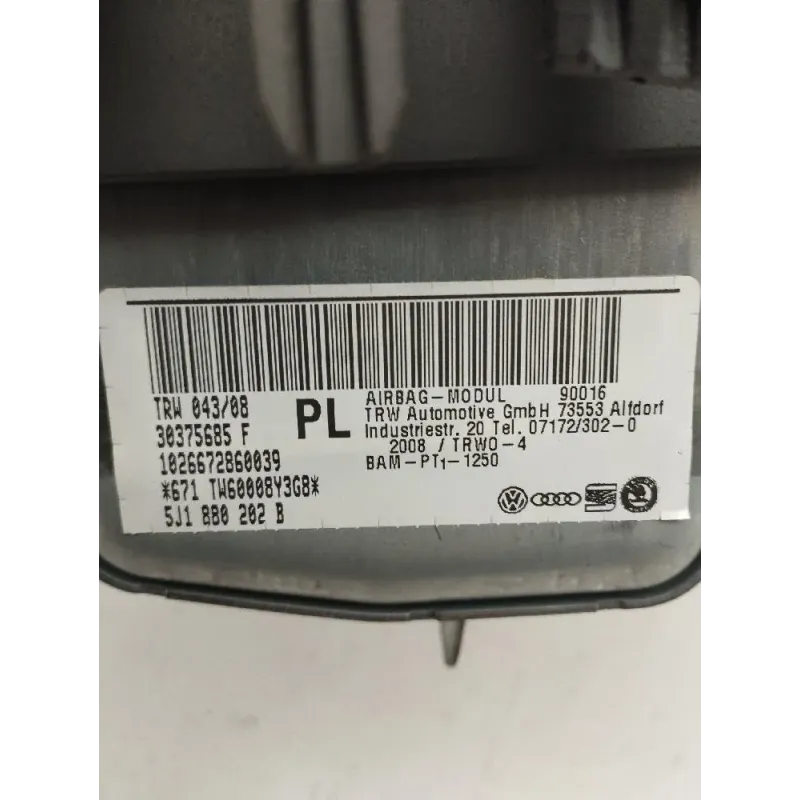 TRW 043/08
30375685 F
1026672860039
*671 TW60008Y3G8*
5J1 880 202 B
PL
AIRBAG-MODUL 90016
TRW Automotive GmbH 73553 Alfdorf
Industriestr. 20 Tel. 07172/302-0
2008 / TRWO-4
BAM-PT1-1250